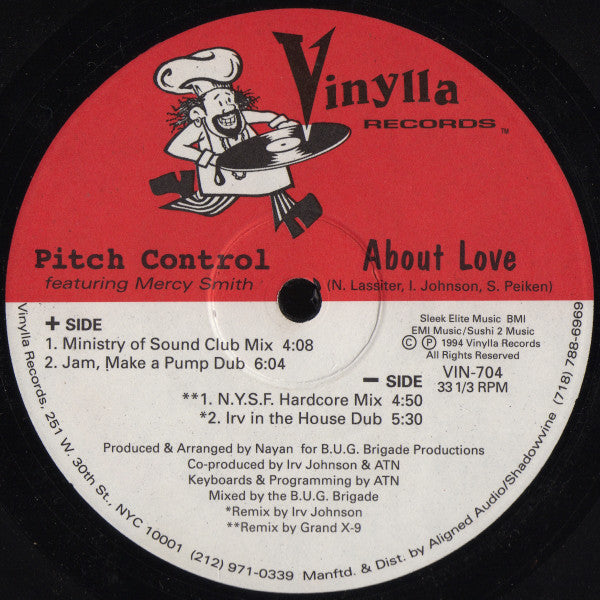 Vinylla
RECORDS™
Pitch Control
featuring Mercy Smith
About Love
(N. Lassiter, I. Johnson, S. Peiken)
+ SIDE
1. Ministry of Sound Club Mix 4:08
2. Jam, Make a Pump Dub 6:04
Sleek Elite Music BMI
EMI Music/Sushi 2 Music
© ℗ 1994 Vinylla Records
All Rights Reserved
VIN-704
33 1/3 RPM
– SIDE
**1. N.Y.S.F. Hardcore Mix 4:50
*2. Irv in the House Dub 5:30
Produced & Arranged by Nayan for B.U.G. Brigade Productions
Co-produced by Irv Johnson & ATN
Keyboards & Programming by ATN
Mixed by the B.U.G. Brigade
*Remix by Irv Johnson
**Remix by Grand X-9
Vinylla Records, 251 W. 30th St., NYC 10001 (212) 971-0339 Manftd. & Dist. by Aligned Audio/Shadowvine (718) 788-6969